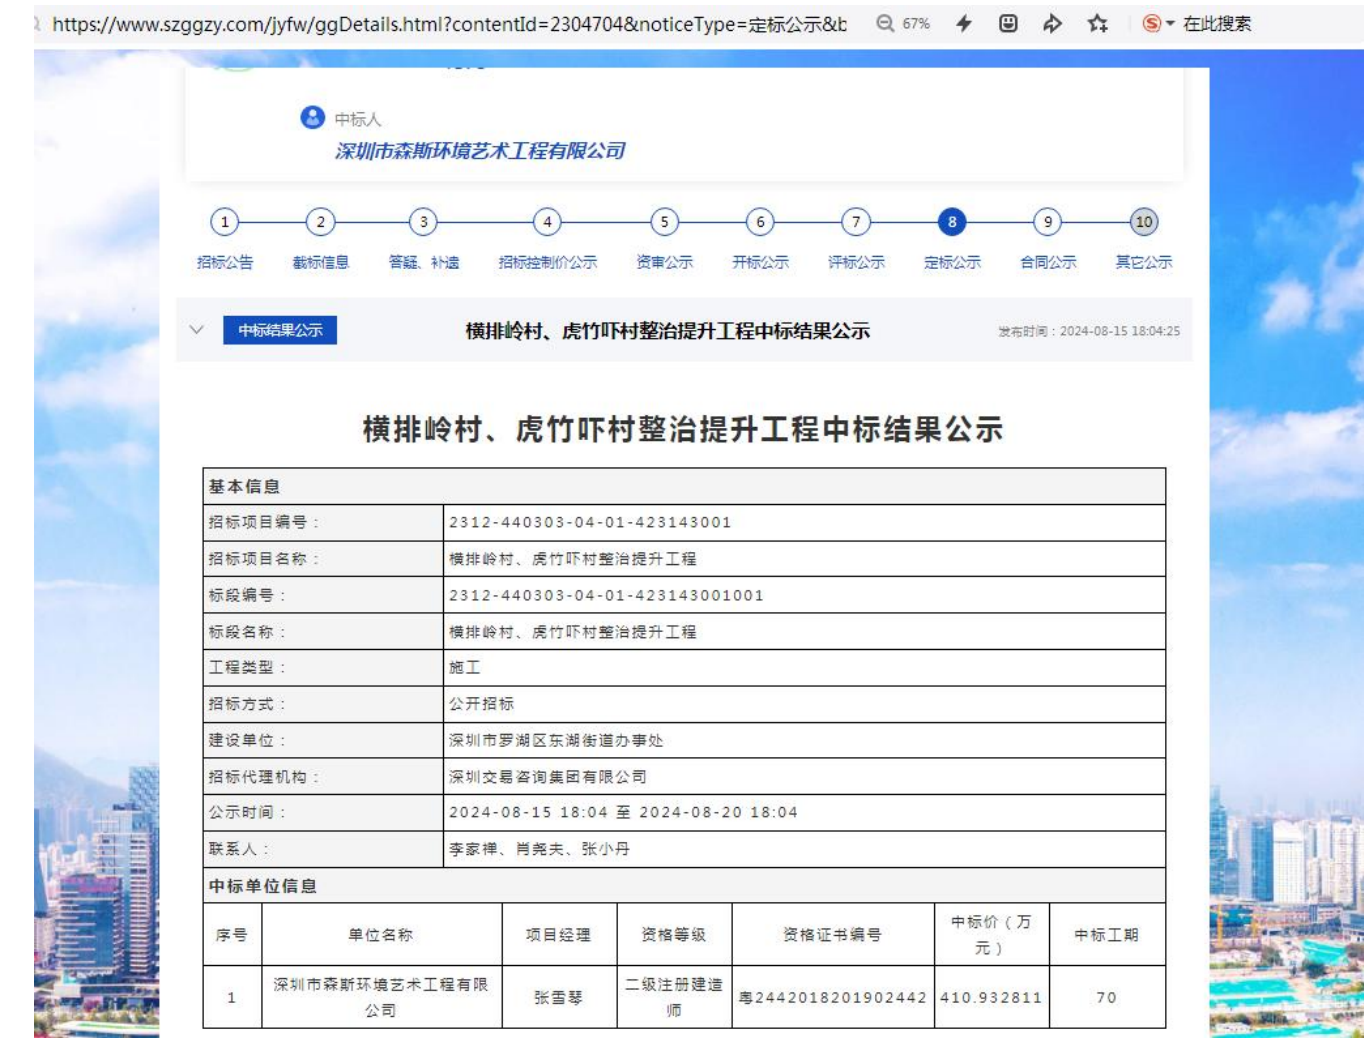 https://www.szggzy.com/jyfw/ggDetails.html?contentId=2304704&noticeType=定标公示&b 67% 在此搜索
中标人
深圳市森斯环境艺术工程有限公司
1 2 3 4 5 6 7 8 9 10
招标公告 截标信息 答疑、补遗 招标控制价公示 资审公示 开标公示 评标公示 定标公示 合同公示 其它公示
中标结果公示 横排岭村、虎竹吓村整治提升工程中标结果公示 发布时间：2024-08-15 18:04:25
横排岭村、虎竹吓村整治提升工程中标结果公示
基本信息
招标项目编号： 2312-440303-04-01-423143001
招标项目名称： 横排岭村、虎竹吓村整治提升工程
标段编号： 2312-440303-04-01-423143001001
标段名称： 横排岭村、虎竹吓村整治提升工程
工程类型： 施工
招标方式： 公开招标
建设单位： 深圳市罗湖区东湖街道办事处
招标代理机构： 深圳交易咨询集团有限公司
公示时间： 2024-08-15 18:04 至 2024-08-20 18:04
联系人： 李家禅、肖尧夫、张小丹
中标单位信息
序号 单位名称 项目经理 资格等级 资格证书编号 中标价（万元） 中标工期
1 深圳市森斯环境艺术工程有限公司 张雪琴 二级注册建造师 粤2442018201902442 410.932811 70